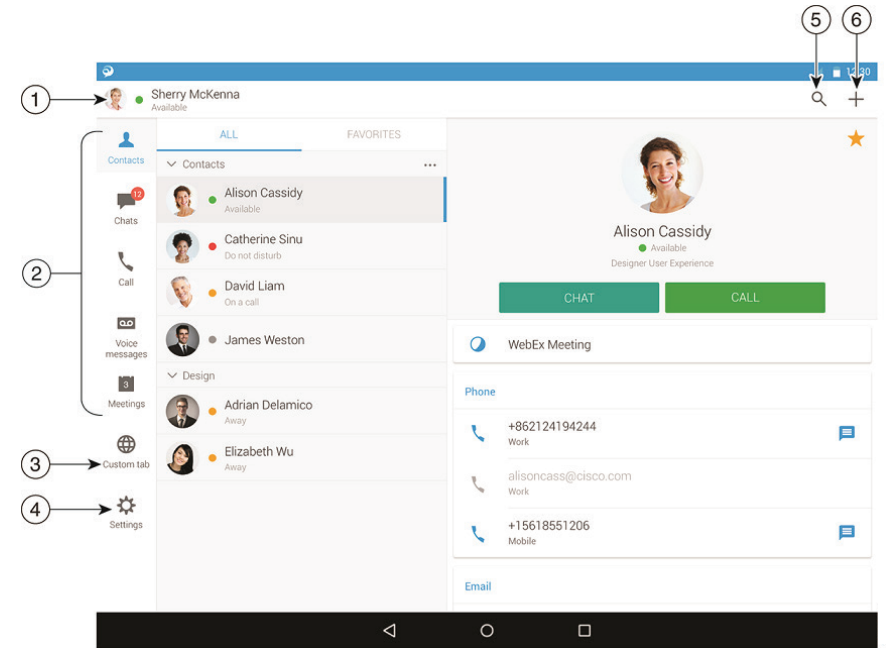 5
6
12:30
1
Sherry McKenna
Available
2
Contacts
12
Chats
Call
Voice
messages
3
Meetings
3
Custom tab
4
Settings
ALL
FAVORITES
Contacts
Alison Cassidy
Available
Catherine Sinu
Do not disturb
David Liam
On a call
James Weston
Design
Adrian Delamico
Away
Elizabeth Wu
Away
Alison Cassidy
Available
Designer User Experience
CHAT
CALL
WebEx Meeting
Phone
+862124194244
Work
alisoncass@cisco.com
Work
+15618551206
Mobile
Email